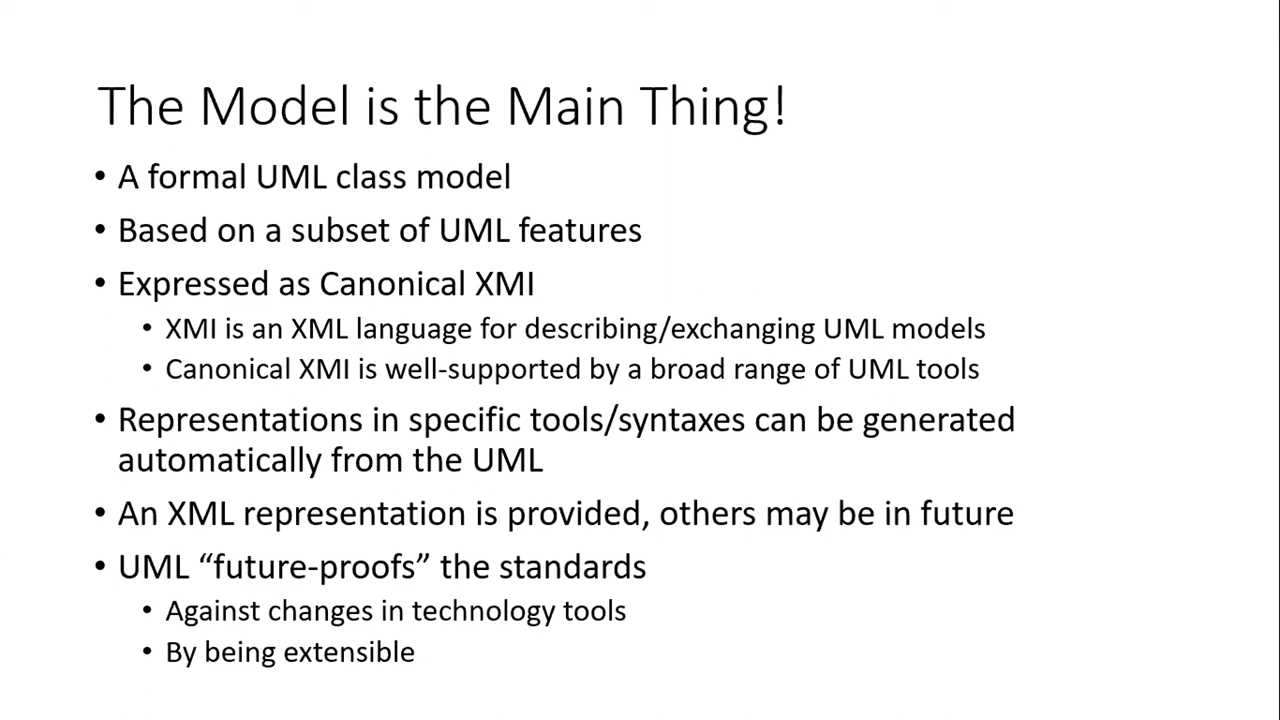 The Model is the Main Thing!
• A formal UML class model
• Based on a subset of UML features
• Expressed as Canonical XMI
• XMI is an XML language for describing/exchanging UML models
• Canonical XMI is well-supported by a broad range of UML tools
• Representations in specific tools/syntaxes can be generated
automatically from the UML
• An XML representation is provided, others may be in future
• UML “future-proofs” the standards
• Against changes in technology tools
• By being extensible